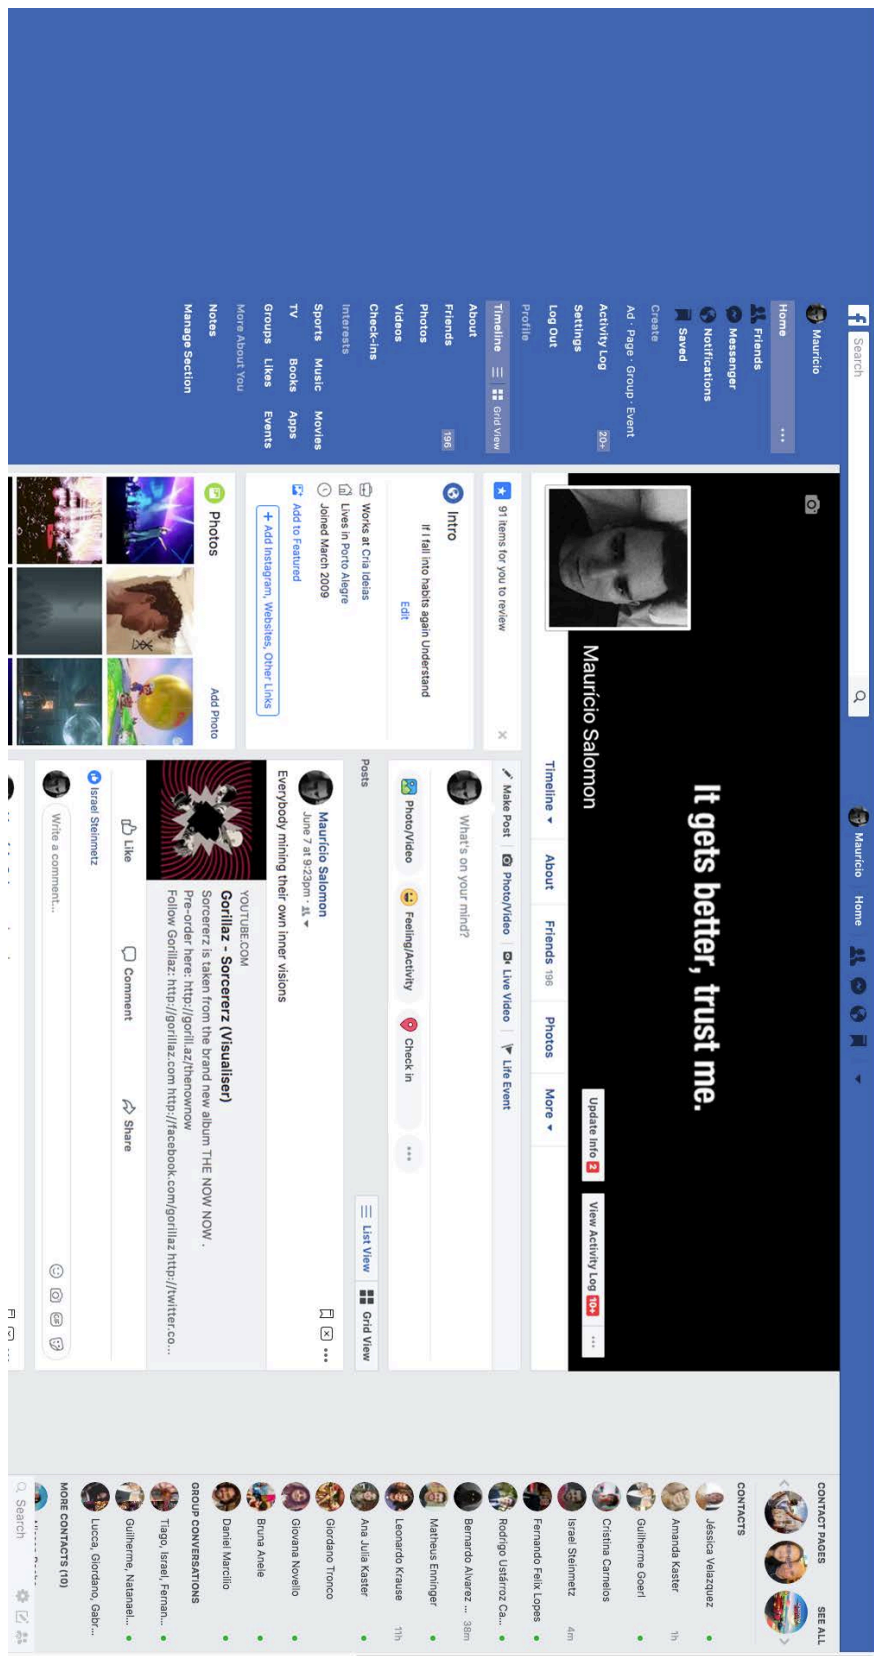 f
Search
Maurício
Home
Maurício
Home
Friends
Messenger
Notifications
Saved
Create
Ad · Page · Group · Event
Activity Log 20+
Settings
Log Out
Profile
Timeline Grid View
About
Friends 196
Photos
Videos
Check-ins
Interests
Sports Music Movies
TV Books Apps
Groups Likes Events
More About You
Notes
Manage Section
It gets better, trust me.
Maurício Salomon
Update Info 2
View Activity Log 10+
Timeline
About
Friends 196
Photos
More
91 items for you to review
Intro
If I fall into habits again Understand
Edit
Works at Cria Ideias
Lives in Porto Alegre
Joined March 2009
Add to Featured
+ Add Instagram, Websites, Other Links
Photos
Add Photo
Make Post
Photo/Video
Live Video
Life Event
What's on your mind?
Photo/Video
Feeling/Activity
Check in
Posts
List View
Grid View
Maurício Salomon
June 7 at 9:23pm ·
Everybody mining their own inner visions
YOUTUBE.COM
Gorillaz - Sorcererz (Visualiser)
Sorcererz is taken from the brand new album THE NOW NOW .
Pre-order here: http://gorill.az/thenownow
Follow Gorillaz: http://gorillaz.com http://facebook.com/gorillaz http://twitter.co...
Like
Comment
Share
Israel Steinmetz
Write a comment...
GIF
CONTACT PAGES
SEE ALL
CONTACTS
Jéssica Velazquez
Amanda Kaster 1h
Guilherme Goerl
Cristina Carneios
Israel Steinmetz 4m
Fernando Felix Lopes
Rodrigo Ustárroz Ca...
Bernardo Alvarez ... 38m
Matheus Enninger
Leonardo Krause 11h
Ana Julia Kaster
Giordano Tronco
Giovana Novello
Bruna Anele
Daniel Marcilio
GROUP CONVERSATIONS
Tiago, Israel, Fernan...
Guilherme, Natanael...
Lucca, Giordano, Gabr...
MORE CONTACTS (10)
Search